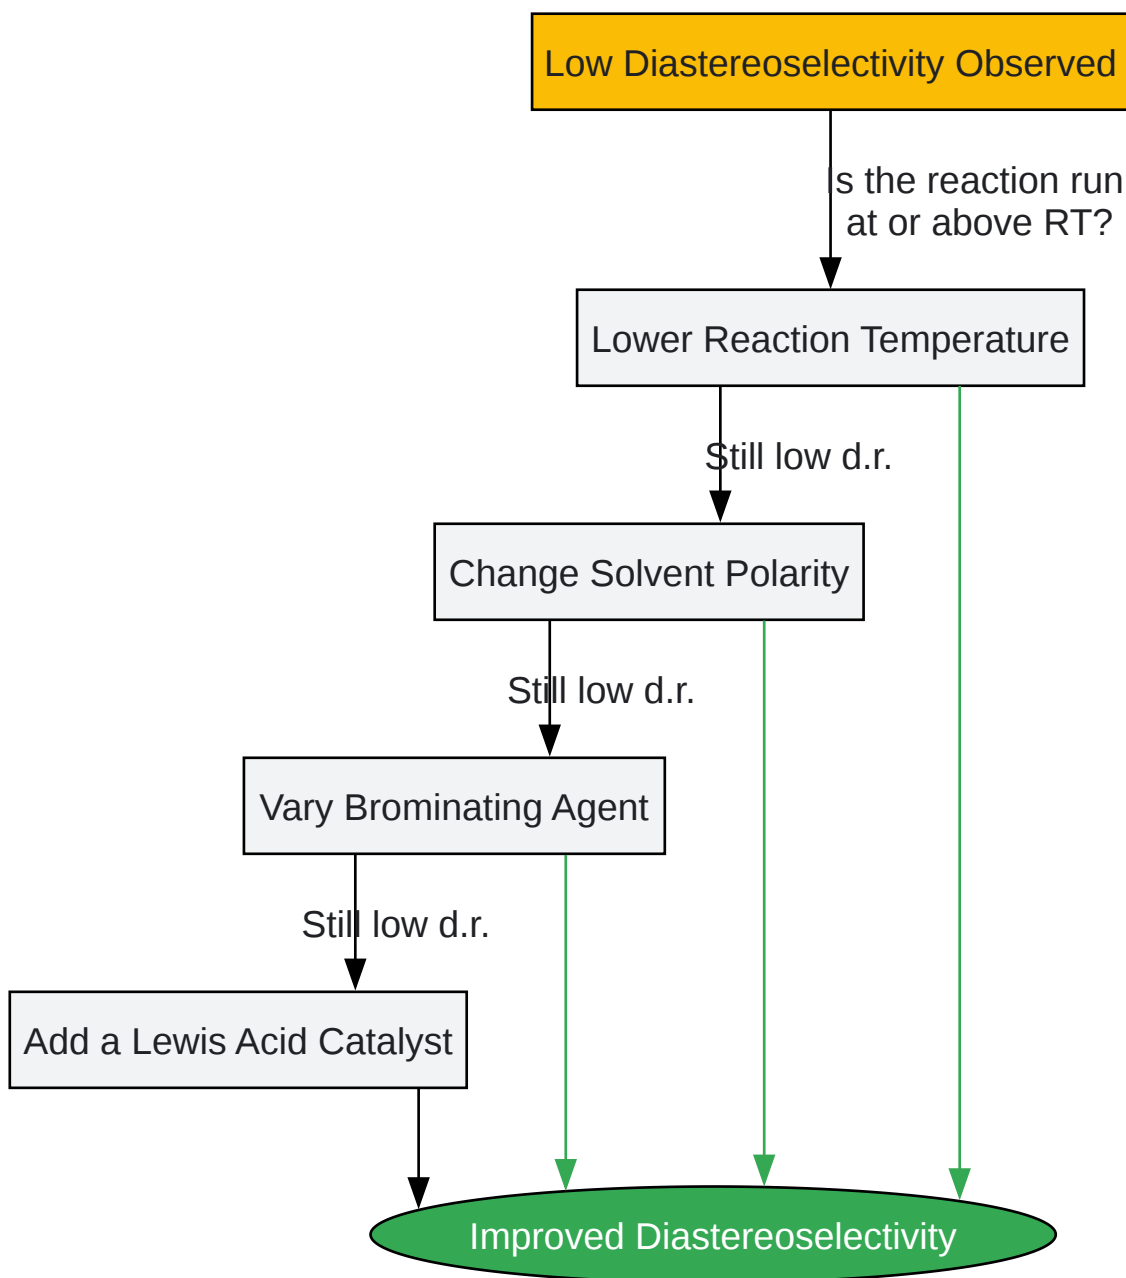 Low Diastereoselectivity Observed
Is the reaction run
at or above RT?
Lower Reaction Temperature
Still low d.r.
Change Solvent Polarity
Still low d.r.
Vary Brominating Agent
Still low d.r.
Add a Lewis Acid Catalyst
Improved Diastereoselectivity